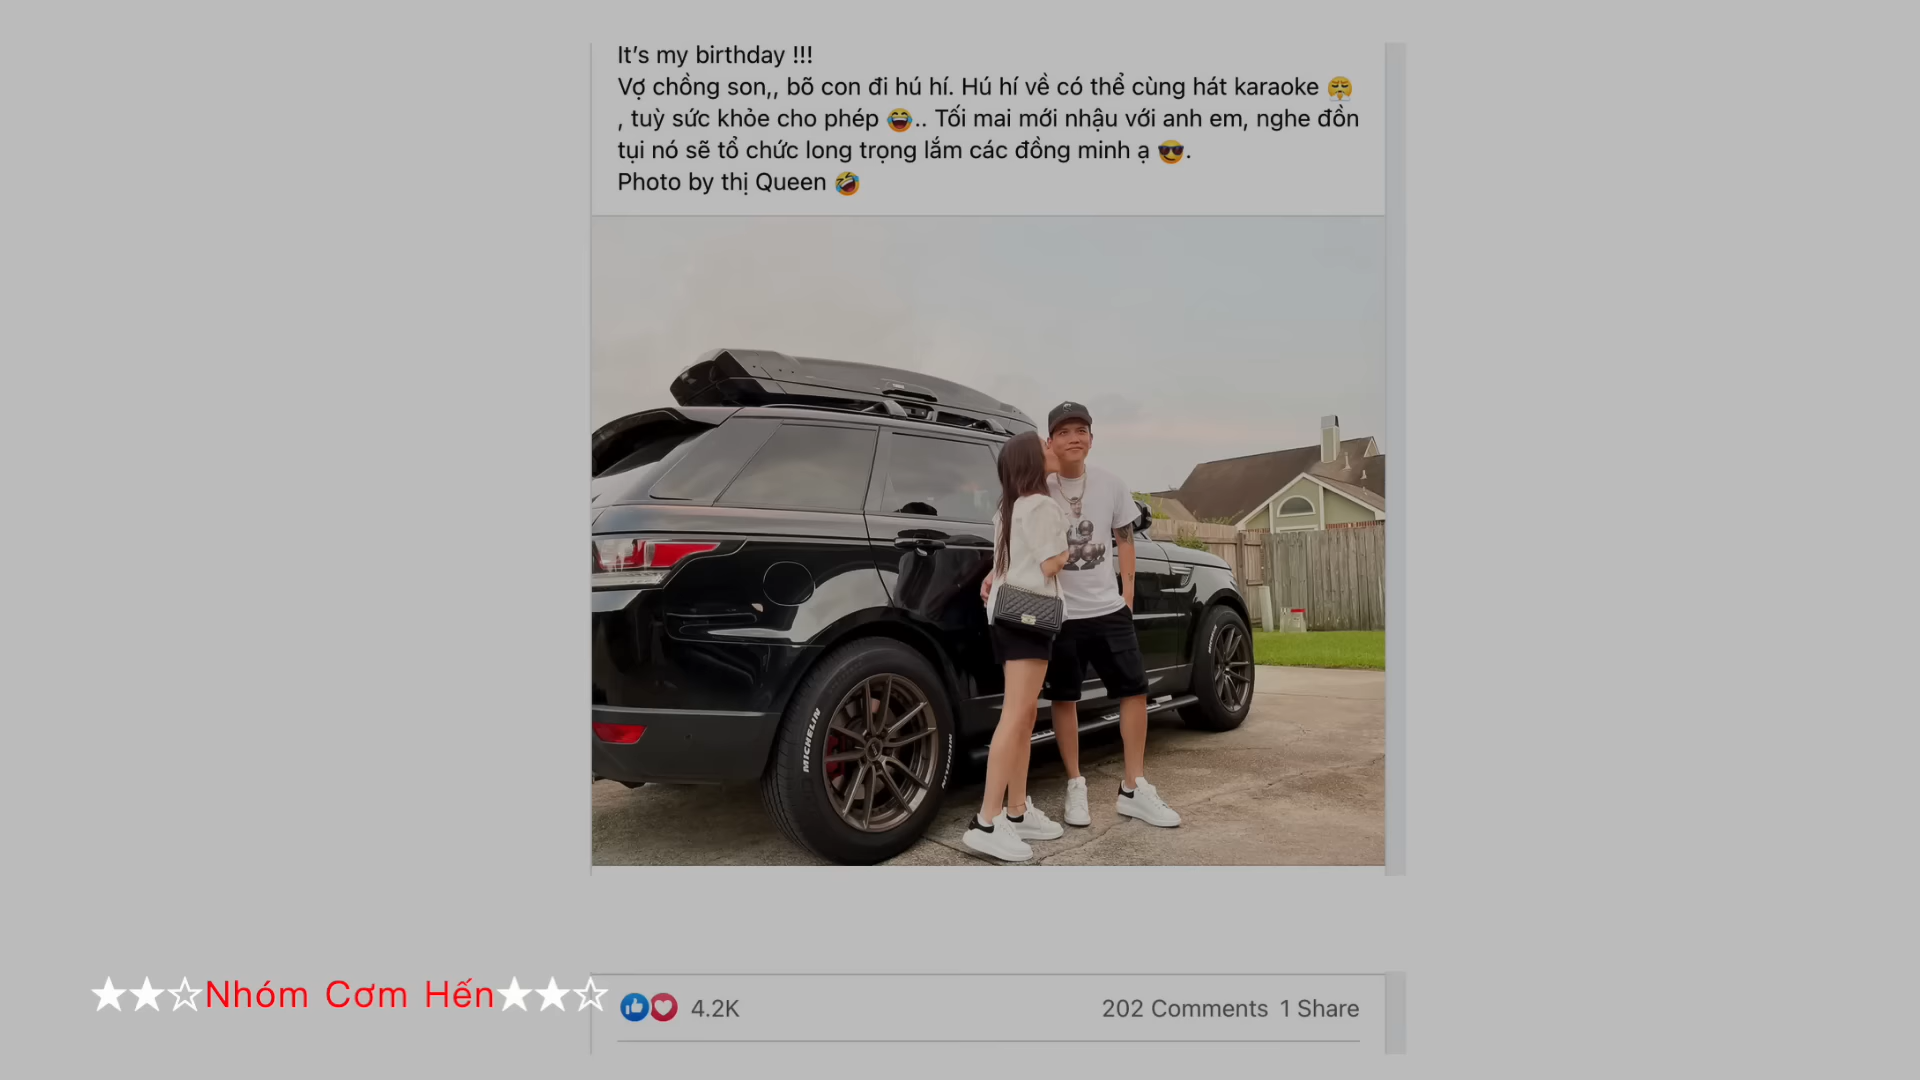 It’s my birthday !!!
Vợ chồng son,, bõ con đi hú hí. Hú hí về có thể cùng hát karaoke 😤
, tuỳ sức khỏe cho phép 😂.. Tối mai mới nhậu với anh em, nghe đồn
tụi nó sẽ tổ chức long trọng lắm các đồng minh ạ 😎.
Photo by thị Queen 🤣
MICHELIN
MICHELIN
★★☆Nhóm Cơm Hến★★☆
4.2K
202 Comments 1 Share